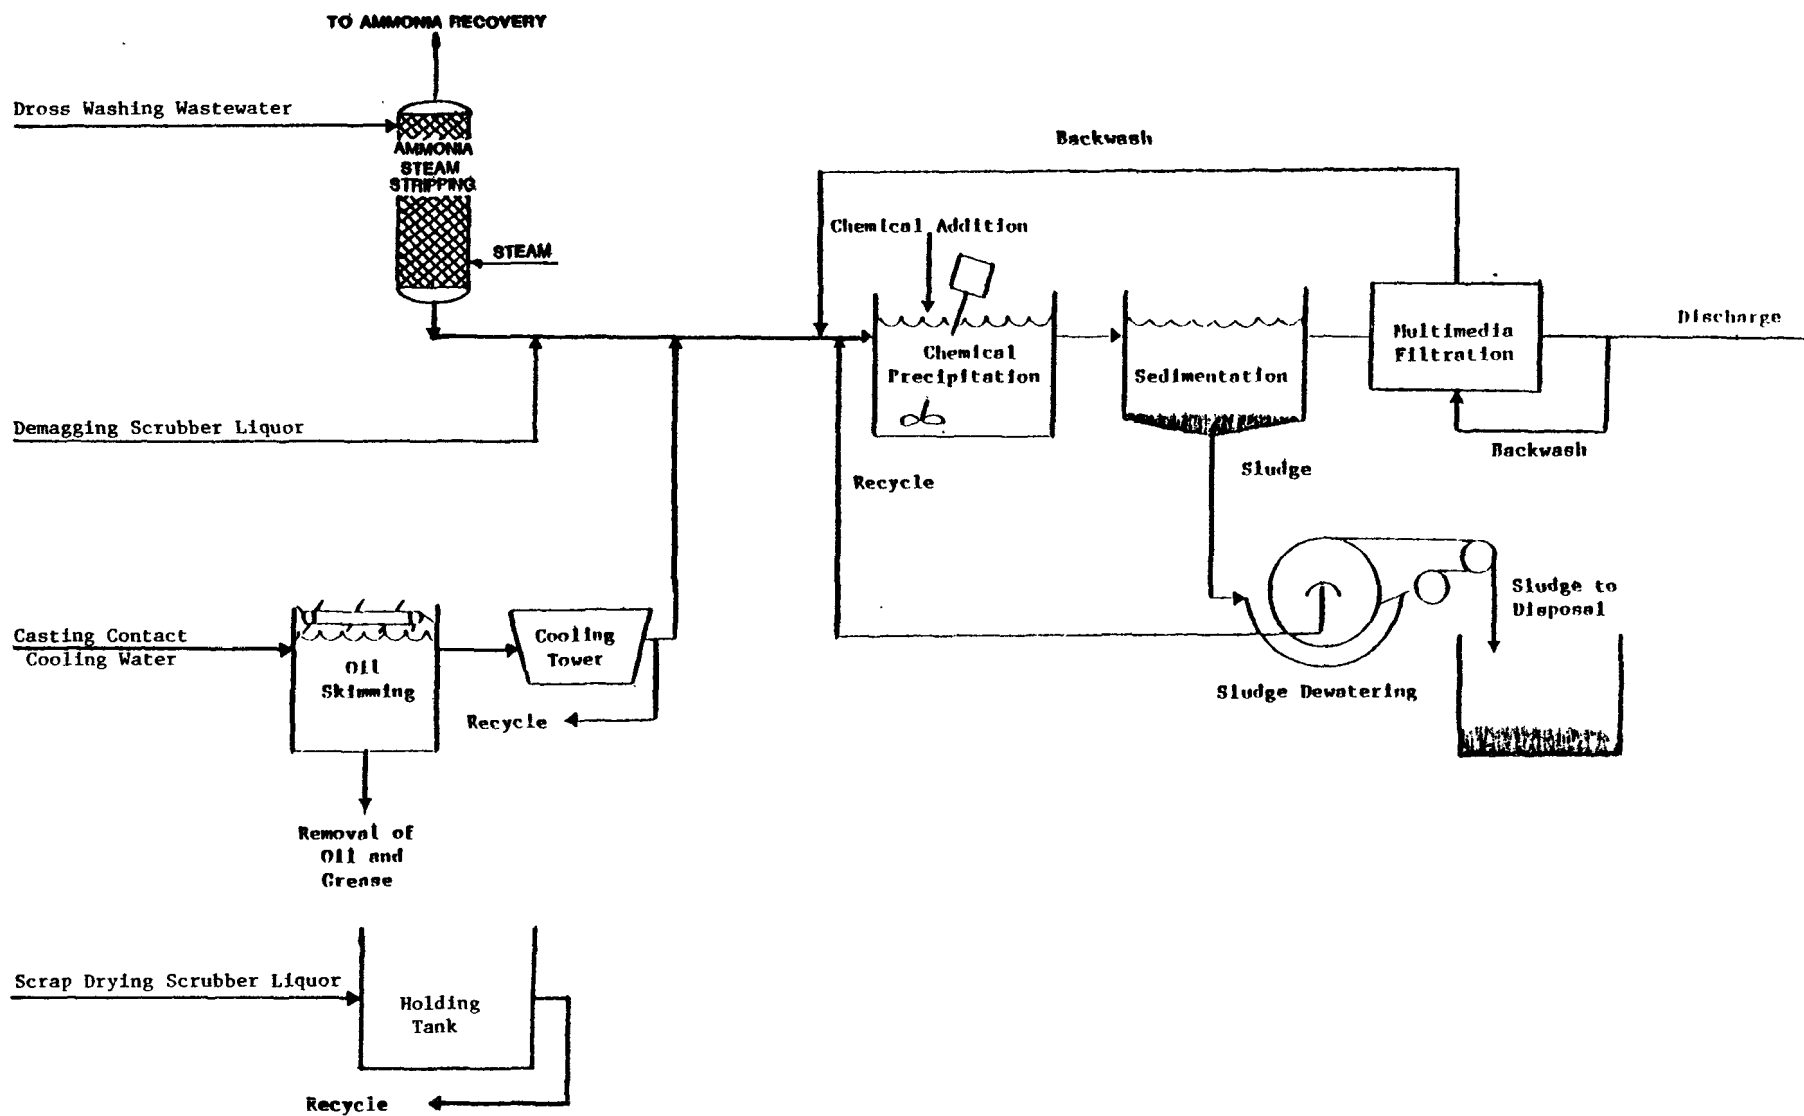 TO AMMONIA RECOVERY
Dross Washing Wastewater
AMMONIA
STEAM
STRIPPING
STEAM
Backwash
Chemical Addition
Chemical
Precipitation
Sedimentation
Multimedia
Filtration
Discharge
Backwash
Demagging Scrubber Liquor
Sludge
Recycle
Sludge to
Disposal
Sludge Dewatering
Casting Contact
Cooling Water
Oil
Skimming
Cooling
Tower
Recycle
Removal of
Oil and
Grease
Scrap Drying Scrubber Liquor
Holding
Tank
Recycle